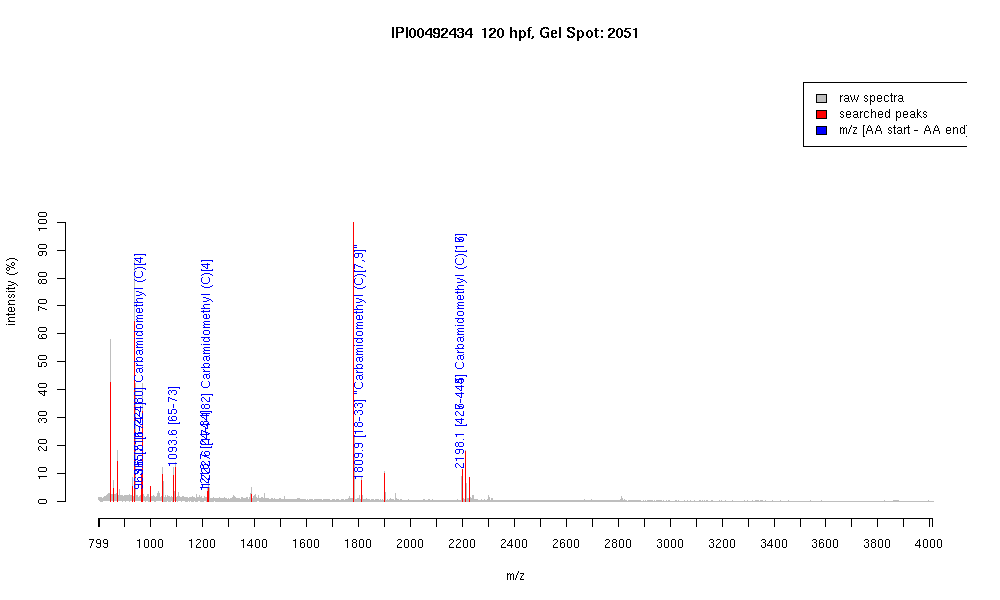 IPI00492434 120 hpf, Gel Spot: 2051
raw spectra
searched peaks
m/z [AA start - AA end]
intensity (%)
100
90
80
70
60
50
40
30
20
10
0
Carbamidomethyl (C)[4]
1093.6 [65-73]
Carbamidomethyl (C)[4]
1809.9 [18-33] "Carbamidomethyl (C)[7,9]"
2198.1 Carbamidomethyl
799 1000 1200 1400 1600 1800 2000 2200 2400 2600 2800 3000 3200 3400 3600 3800 4000
m/z